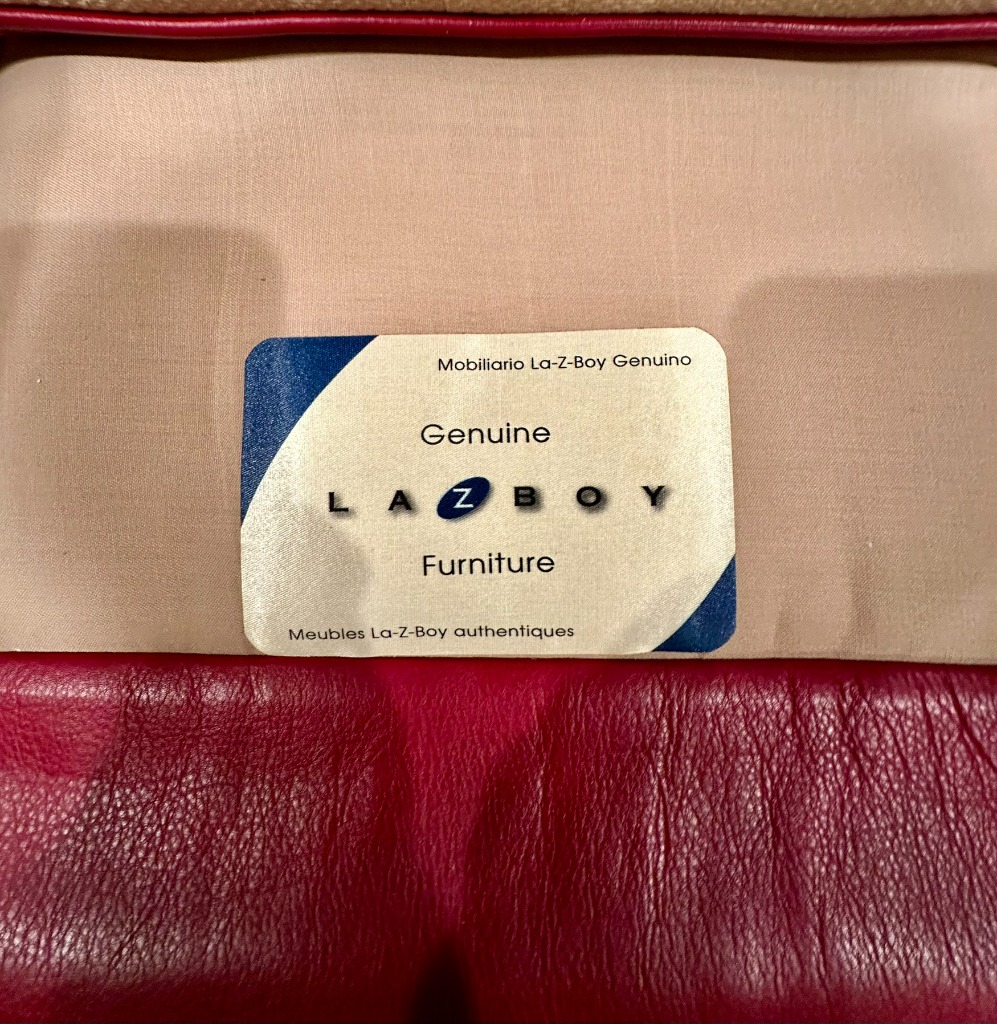 Mobiliario La-Z-Boy Genuino
Genuine
LAZBOY
Furniture
Meubles La-Z-Boy authentiques